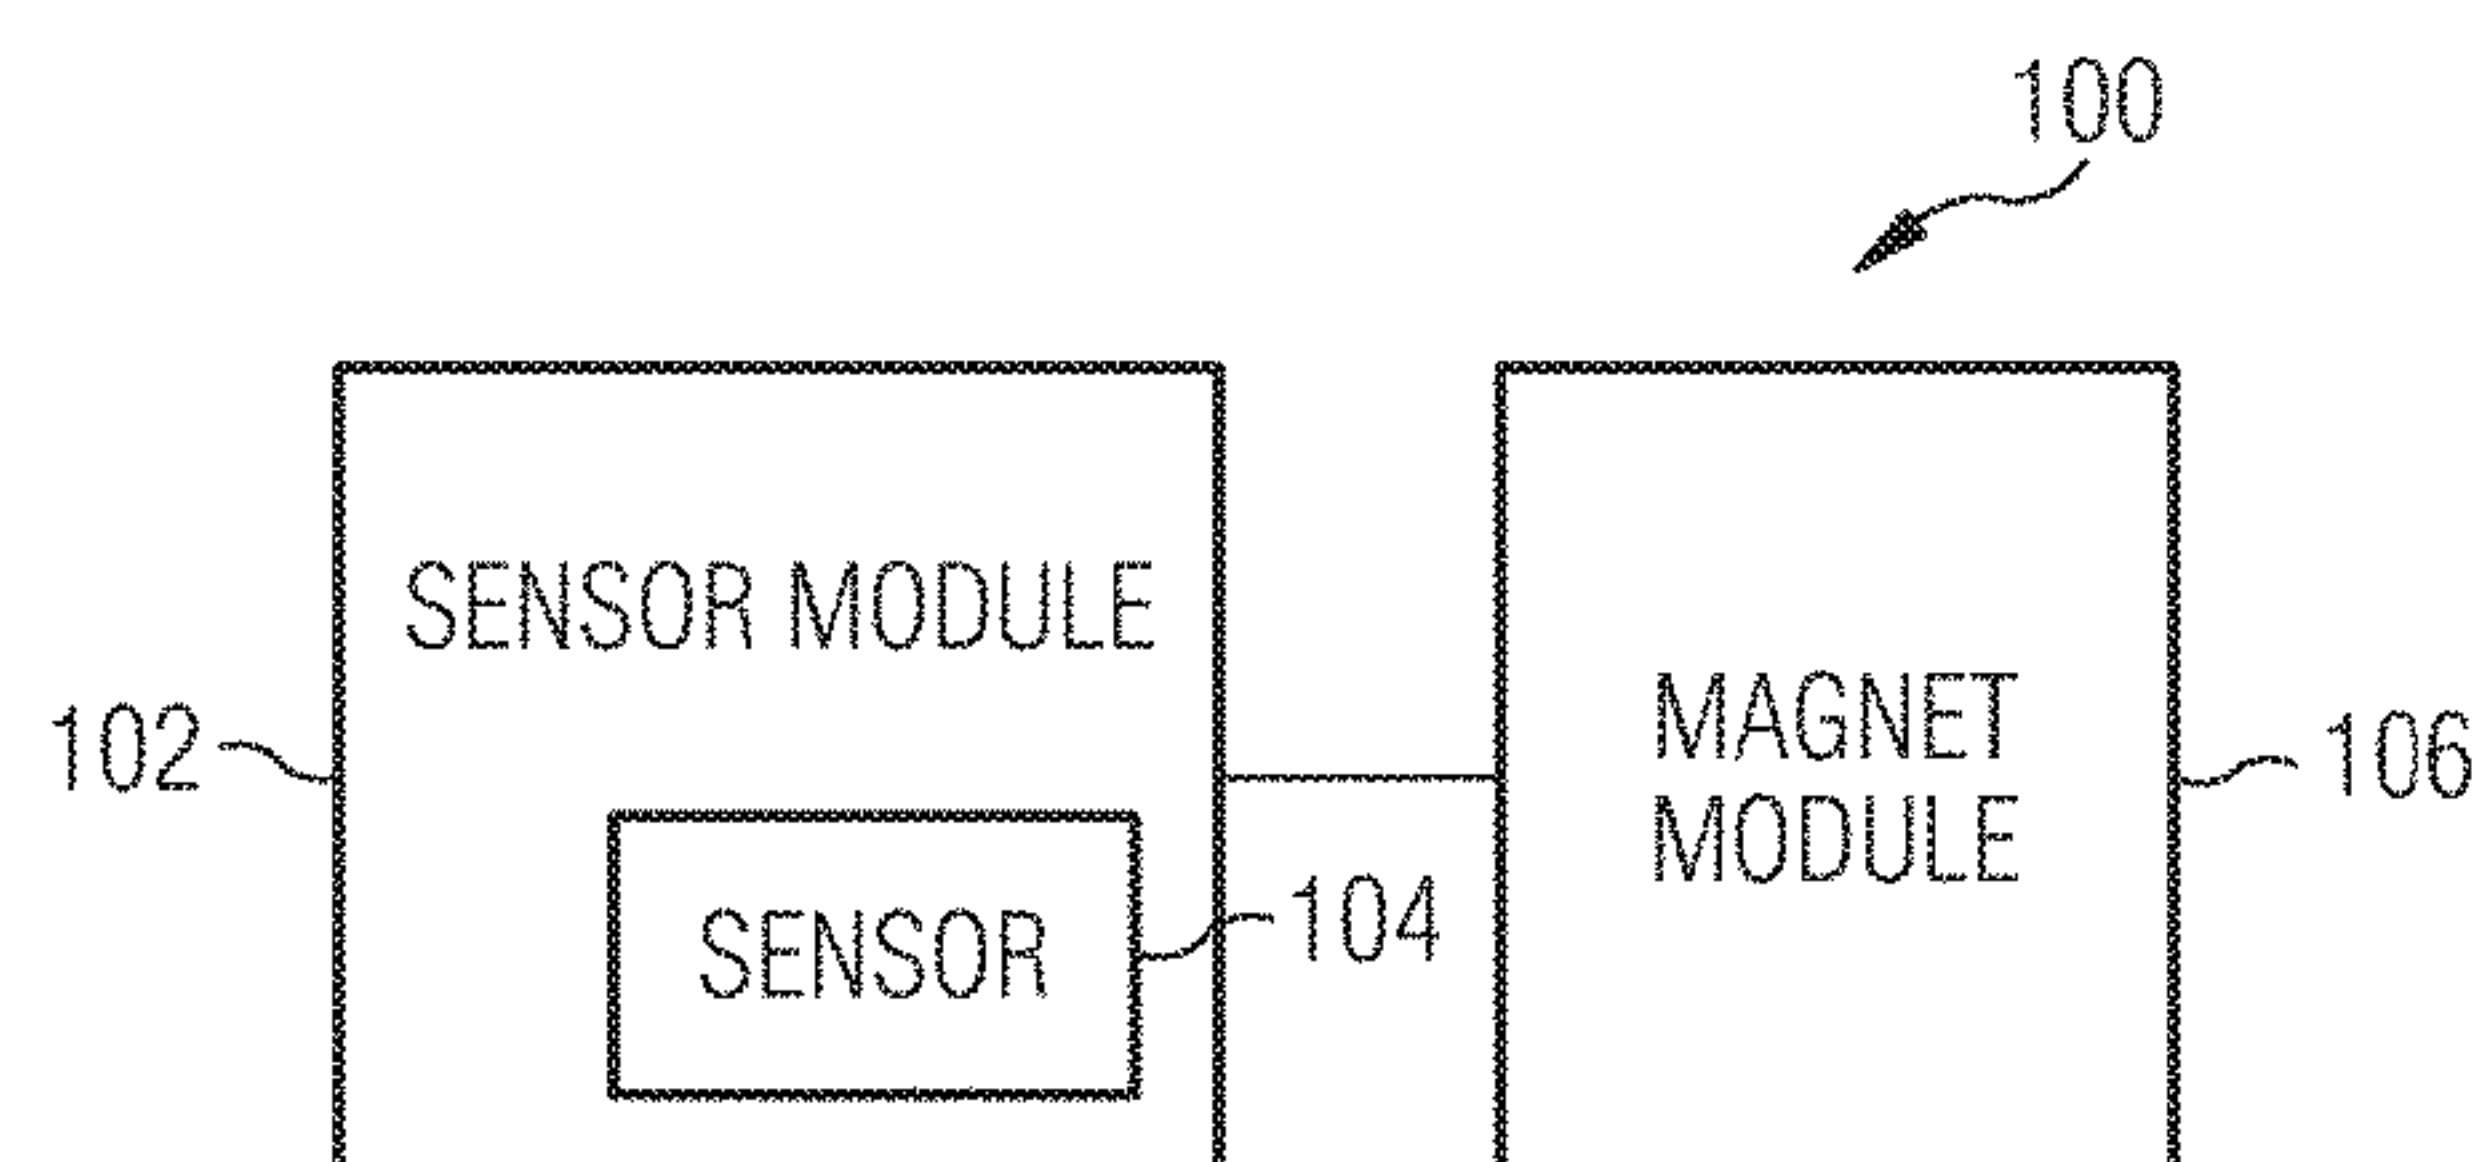 100
SENSOR MODULE
102
MAGNET
MODULE
106
SENSOR
104